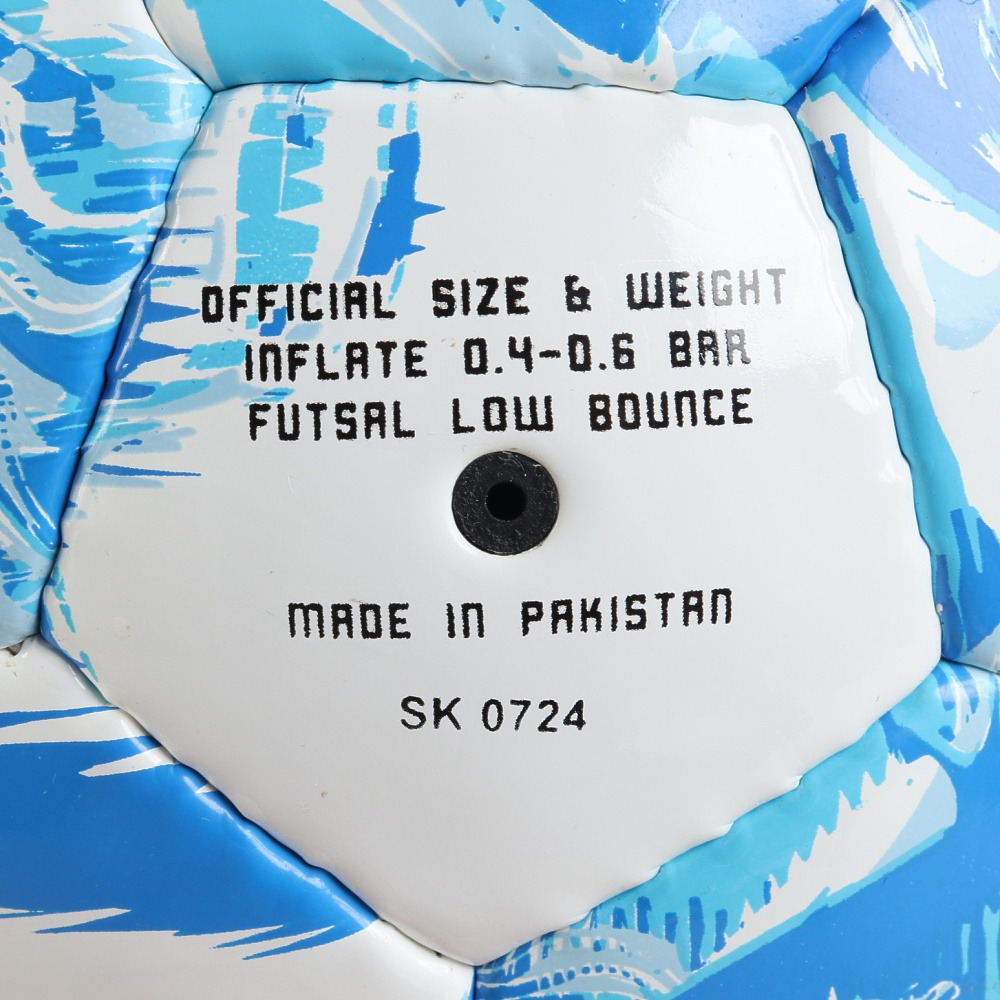 OFFICIAL SIZE & WEIGHT
INFLATE 0.4-0.6 BAR
FUTSAL LOW BOUNCE
MADE IN PAKISTAN
SK 0724